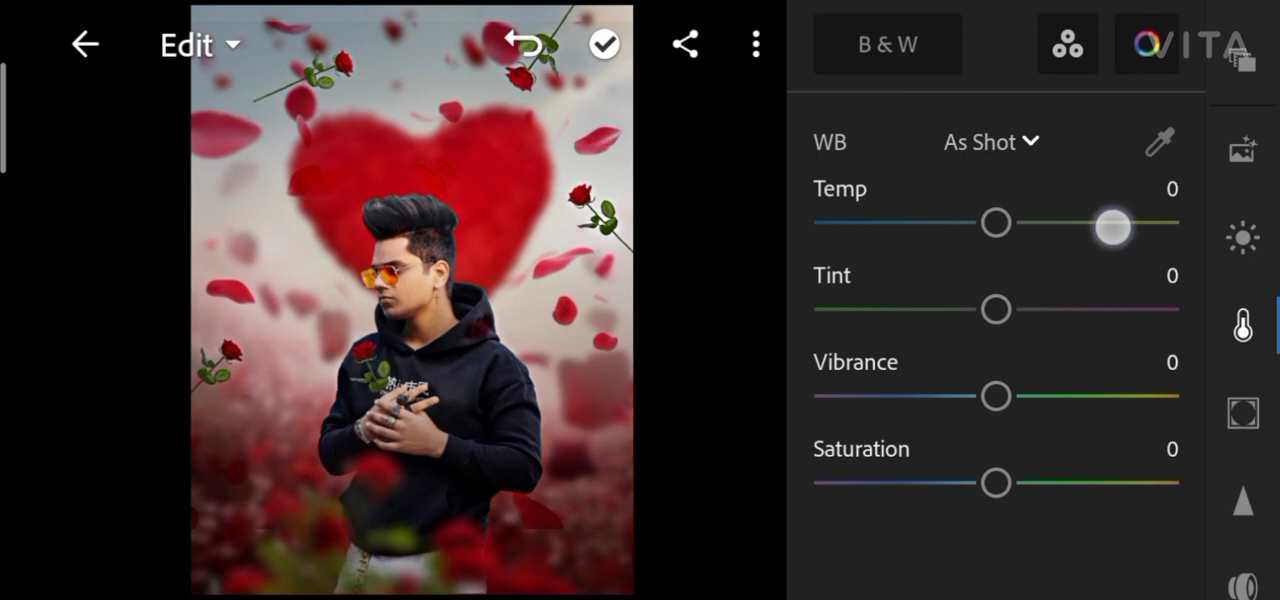 Edit
B & W
VITA
WB
As Shot
Temp
0
Tint
0
Vibrance
0
Saturation
0